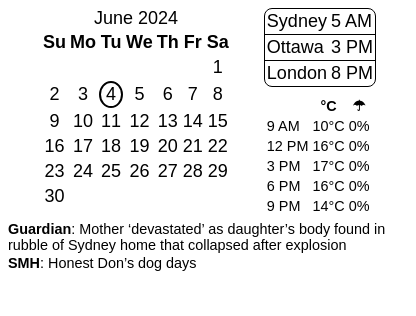 June 2024
Su Mo Tu We Th Fr Sa
1
2 3 4 5 6 7 8
9 10 11 12 13 14 15
16 17 18 19 20 21 22
23 24 25 26 27 28 29
30
Sydney 5 AM
Ottawa 3 PM
London 8 PM
°C ☂
9 AM 10°C 0%
12 PM 16°C 0%
3 PM 17°C 0%
6 PM 16°C 0%
9 PM 14°C 0%
Guardian: Mother ‘devastated’ as daughter’s body found in
rubble of Sydney home that collapsed after explosion
SMH: Honest Don’s dog days